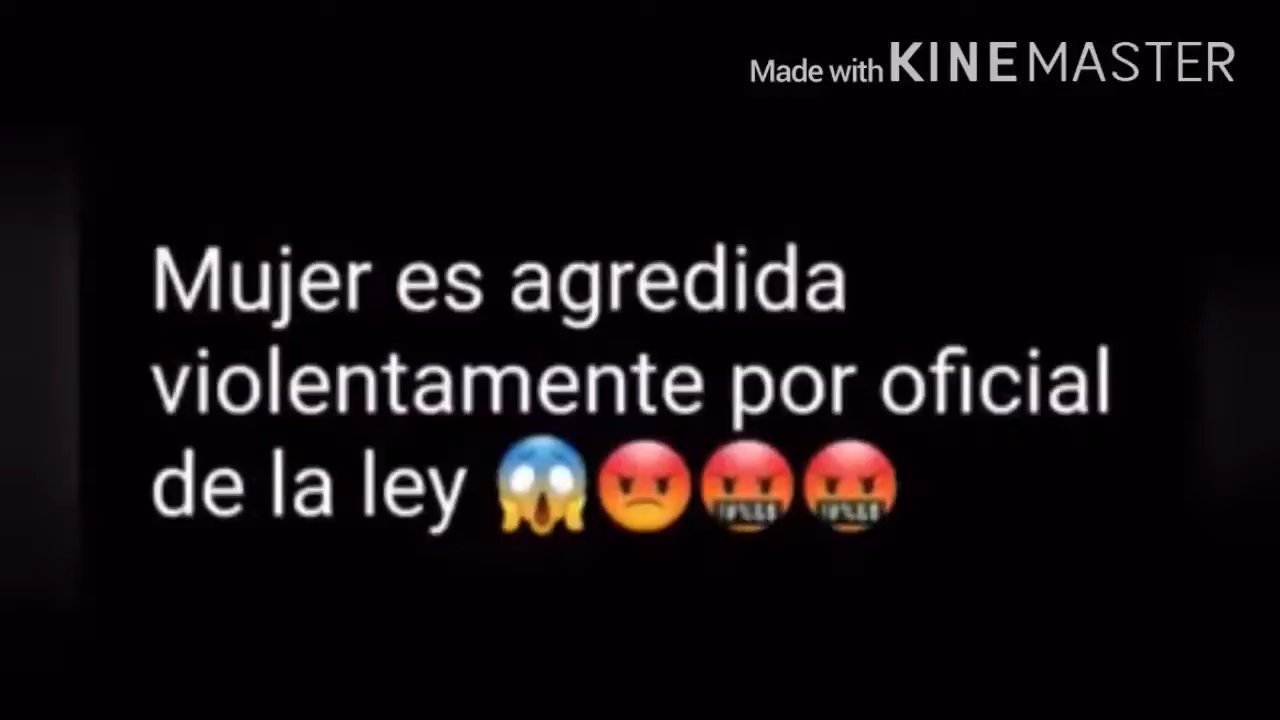 Made with KINEMASTER
Mujer es agredida
violentamente por oficial
de la ley 😱😡🤬🤬